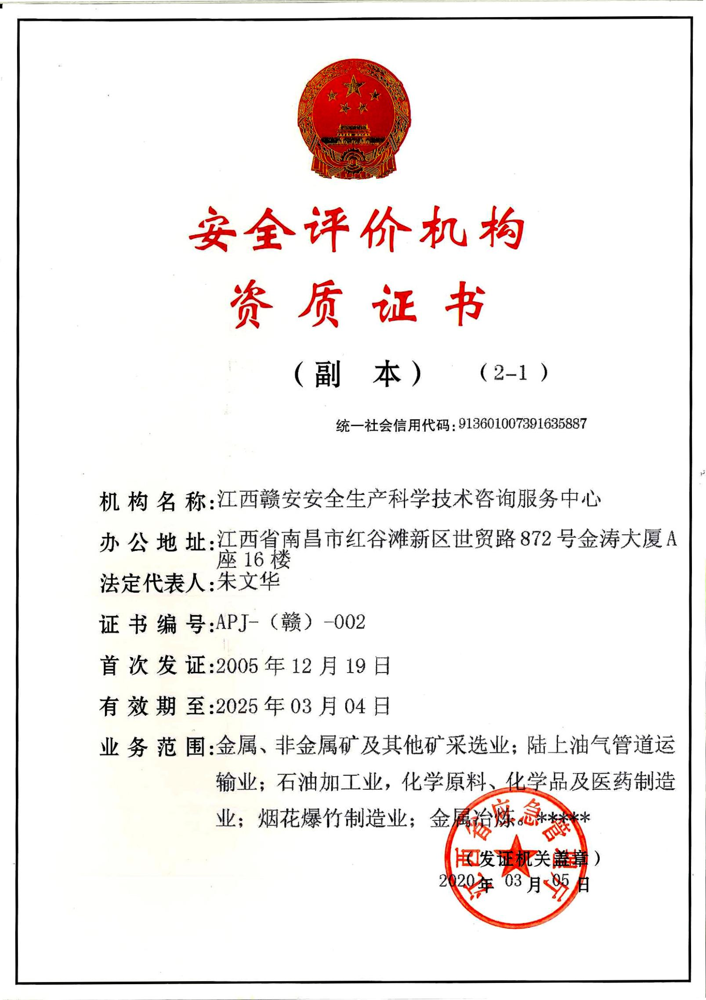 安全评价机构
资质证书
（副 本） （2-1）
统一社会信用代码：913601007391635887
机构名称：江西赣安安全生产科学技术咨询服务中心
办公地址：江西省南昌市红谷滩新区世贸路872号金涛大厦A
座16楼
法定代表人：朱文华
证书编号：APJ-（赣）-002
首次发证：2005年12月19日
有效期至：2025年03月04日
业务范围：金属、非金属矿及其他矿采选业；陆上油气管道运
输业；石油加工业，化学原料、化学品及医药制造
业；烟花爆竹制造业；金属冶炼。*****
江西省应急管理厅
（发证机关盖章）
2020年03月05日